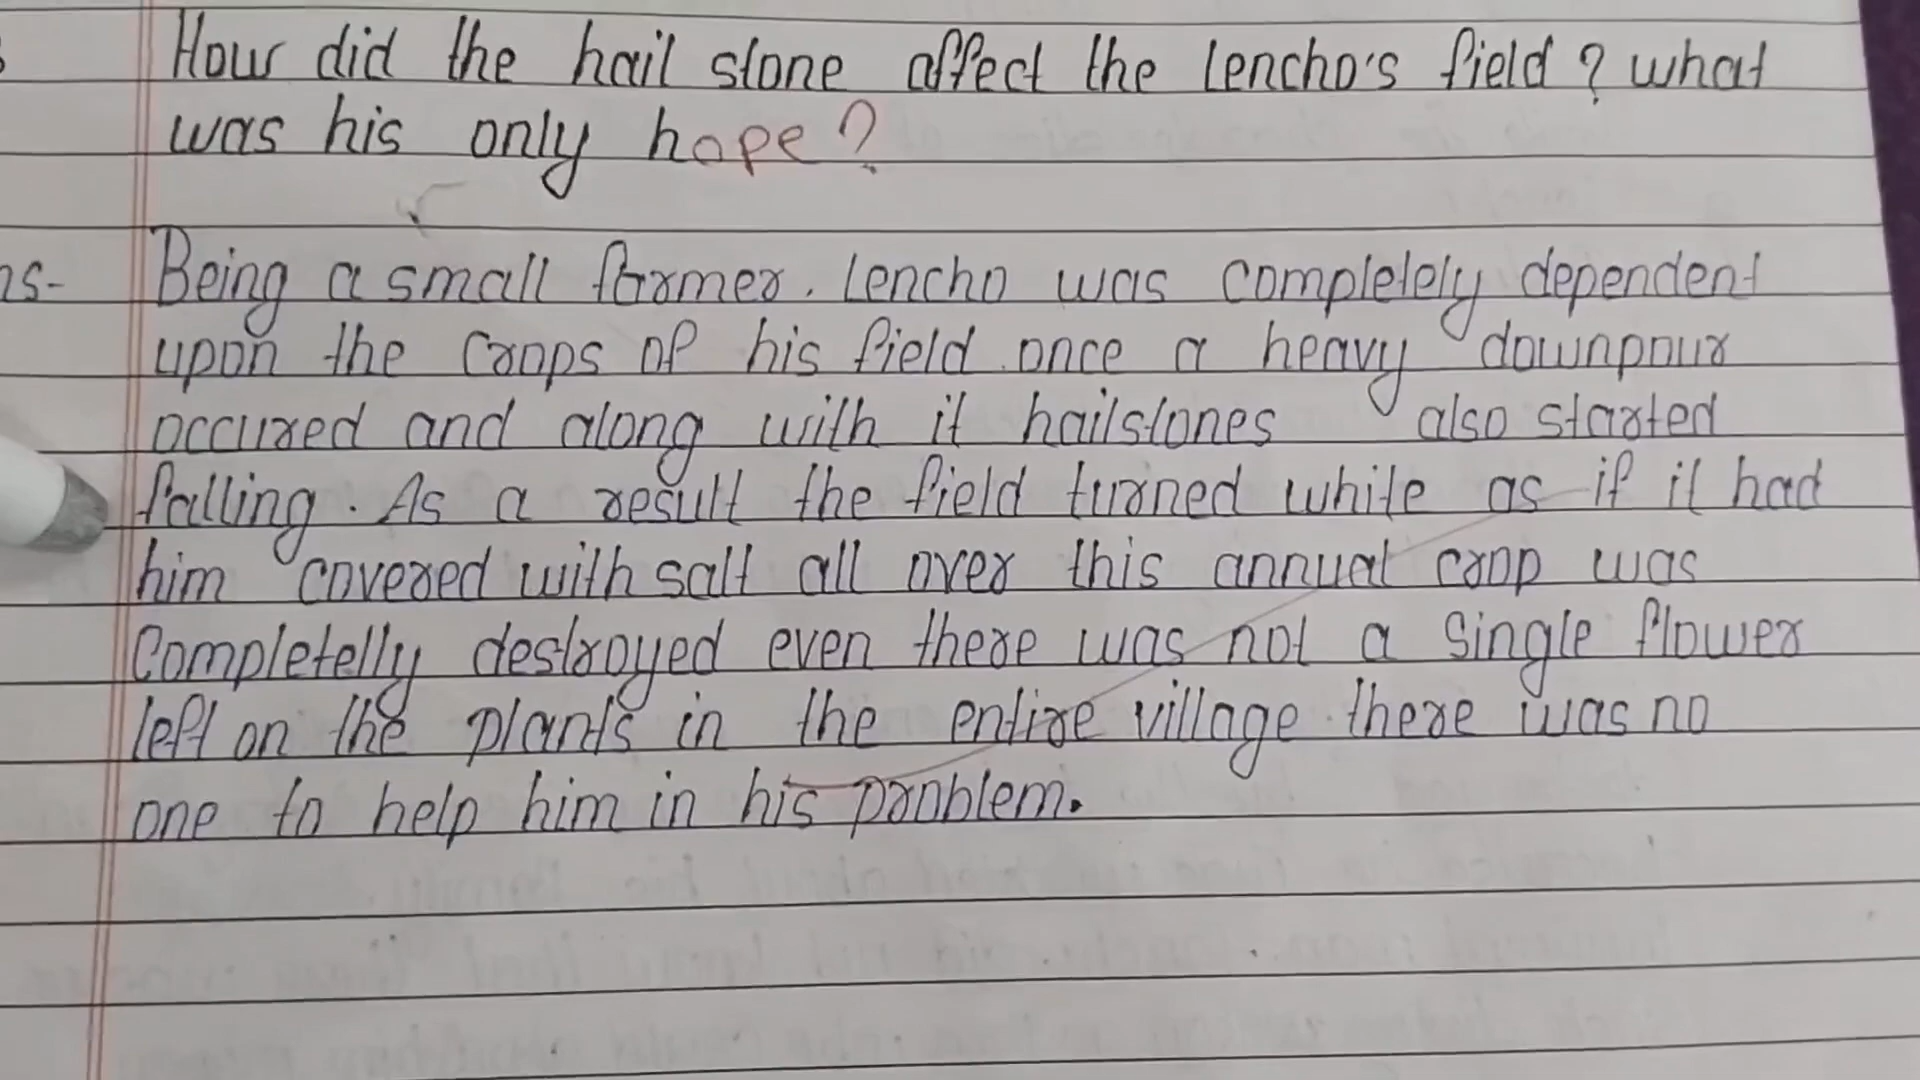 How did the hail stone affect the Lencho's field ? what
was his only hope ?
ns- Being a small farmer. Lencho was completely dependent
upon the crops of his field once a heavy downpour
occured and along with it hailstones also started
falling. As a result the field turned white as if it had
him covered with salt all over this annual crop was
Completelly destroyed even there was not a single flower
left on the plants in the entire village. there was no
one to help him in his problem.